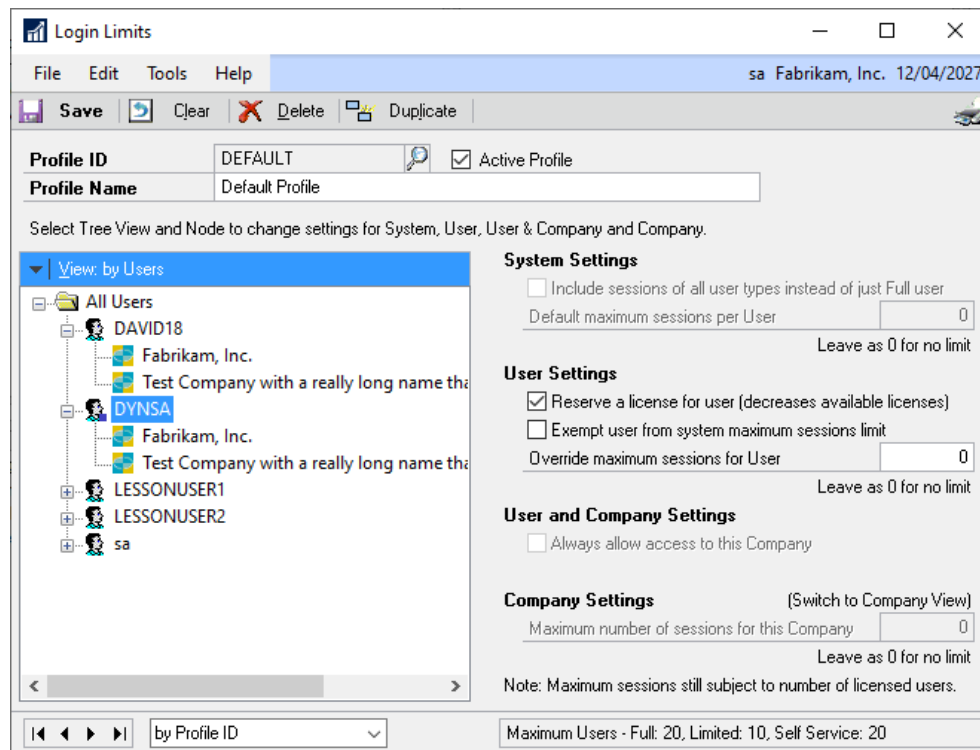 Login Limits
File Edit Tools Help sa Fabrikam, Inc. 12/04/2027
Save Clear Delete Duplicate
Profile ID DEFAULT Active Profile
Profile Name Default Profile
Select Tree View and Node to change settings for System, User, User & Company and Company.
View: by Users
All Users
DAVID18
Fabrikam, Inc.
Test Company with a really long name tha
DYNSA
Fabrikam, Inc.
Test Company with a really long name tha
LESSONUSER1
LESSONUSER2
sa
System Settings
Include sessions of all user types instead of just Full user
Default maximum sessions per User 0
Leave as 0 for no limit
User Settings
Reserve a license for user (decreases available licenses)
Exempt user from system maximum sessions limit
Override maximum sessions for User 0
Leave as 0 for no limit
User and Company Settings
Always allow access to this Company
Company Settings (Switch to Company View)
Maximum number of sessions for this Company 0
Leave as 0 for no limit
Note: Maximum sessions still subject to number of licensed users.
by Profile ID
Maximum Users - Full: 20, Limited: 10, Self Service: 20